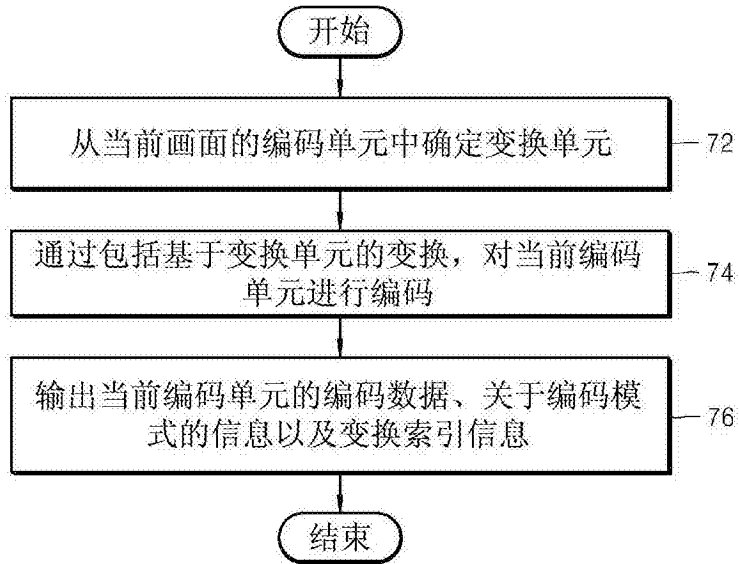 开始
从当前画面的编码单元中确定变换单元
72
通过包括基于变换单元的变换，对当前编码
单元进行编码
74
输出当前编码单元的编码数据、关于编码模
式的信息以及变换索引信息
76
结束